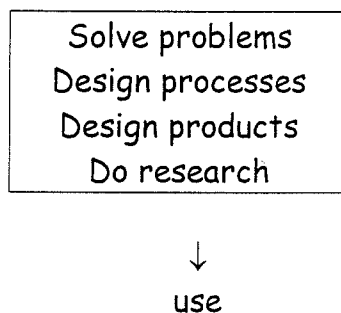 Solve problems
Design processes
Design products
Do research
↓
use